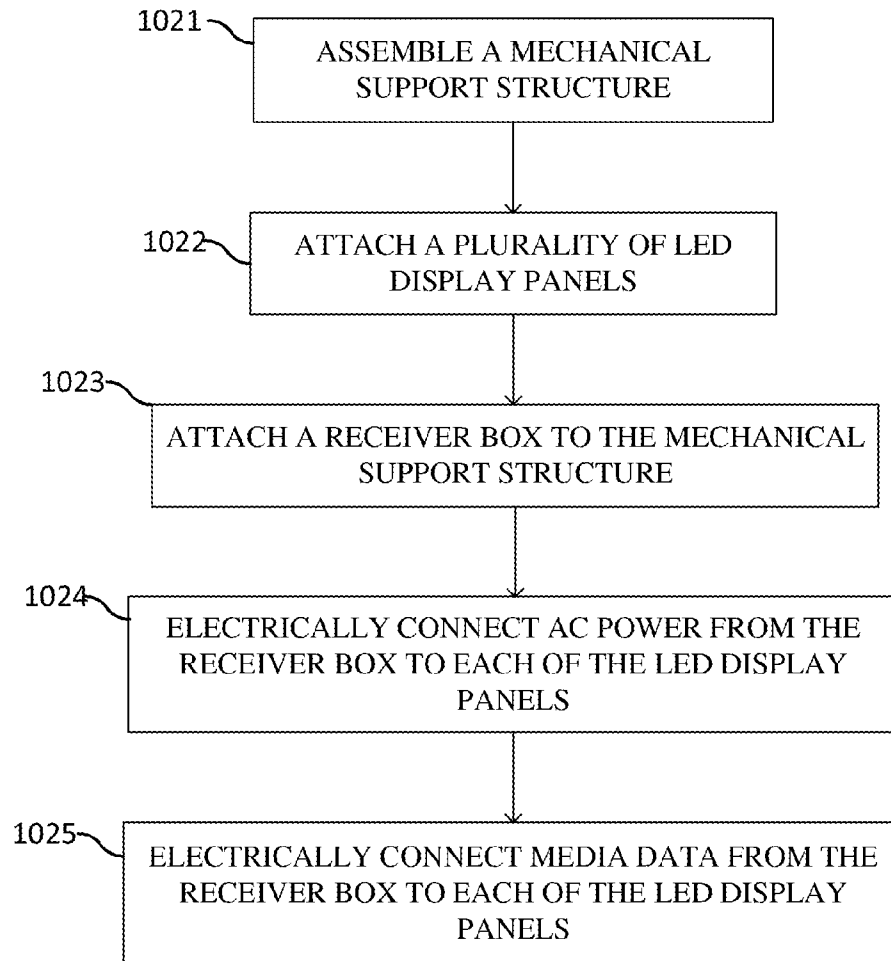 1021
ASSEMBLE A MECHANICAL
SUPPORT STRUCTURE
1022
ATTACH A PLURALITY OF LED
DISPLAY PANELS
1023
ATTACH A RECEIVER BOX TO THE MECHANICAL
SUPPORT STRUCTURE
1024
ELECTRICALLY CONNECT AC POWER FROM THE
RECEIVER BOX TO EACH OF THE LED DISPLAY
PANELS
1025
ELECTRICALLY CONNECT MEDIA DATA FROM THE
RECEIVER BOX TO EACH OF THE LED DISPLAY
PANELS